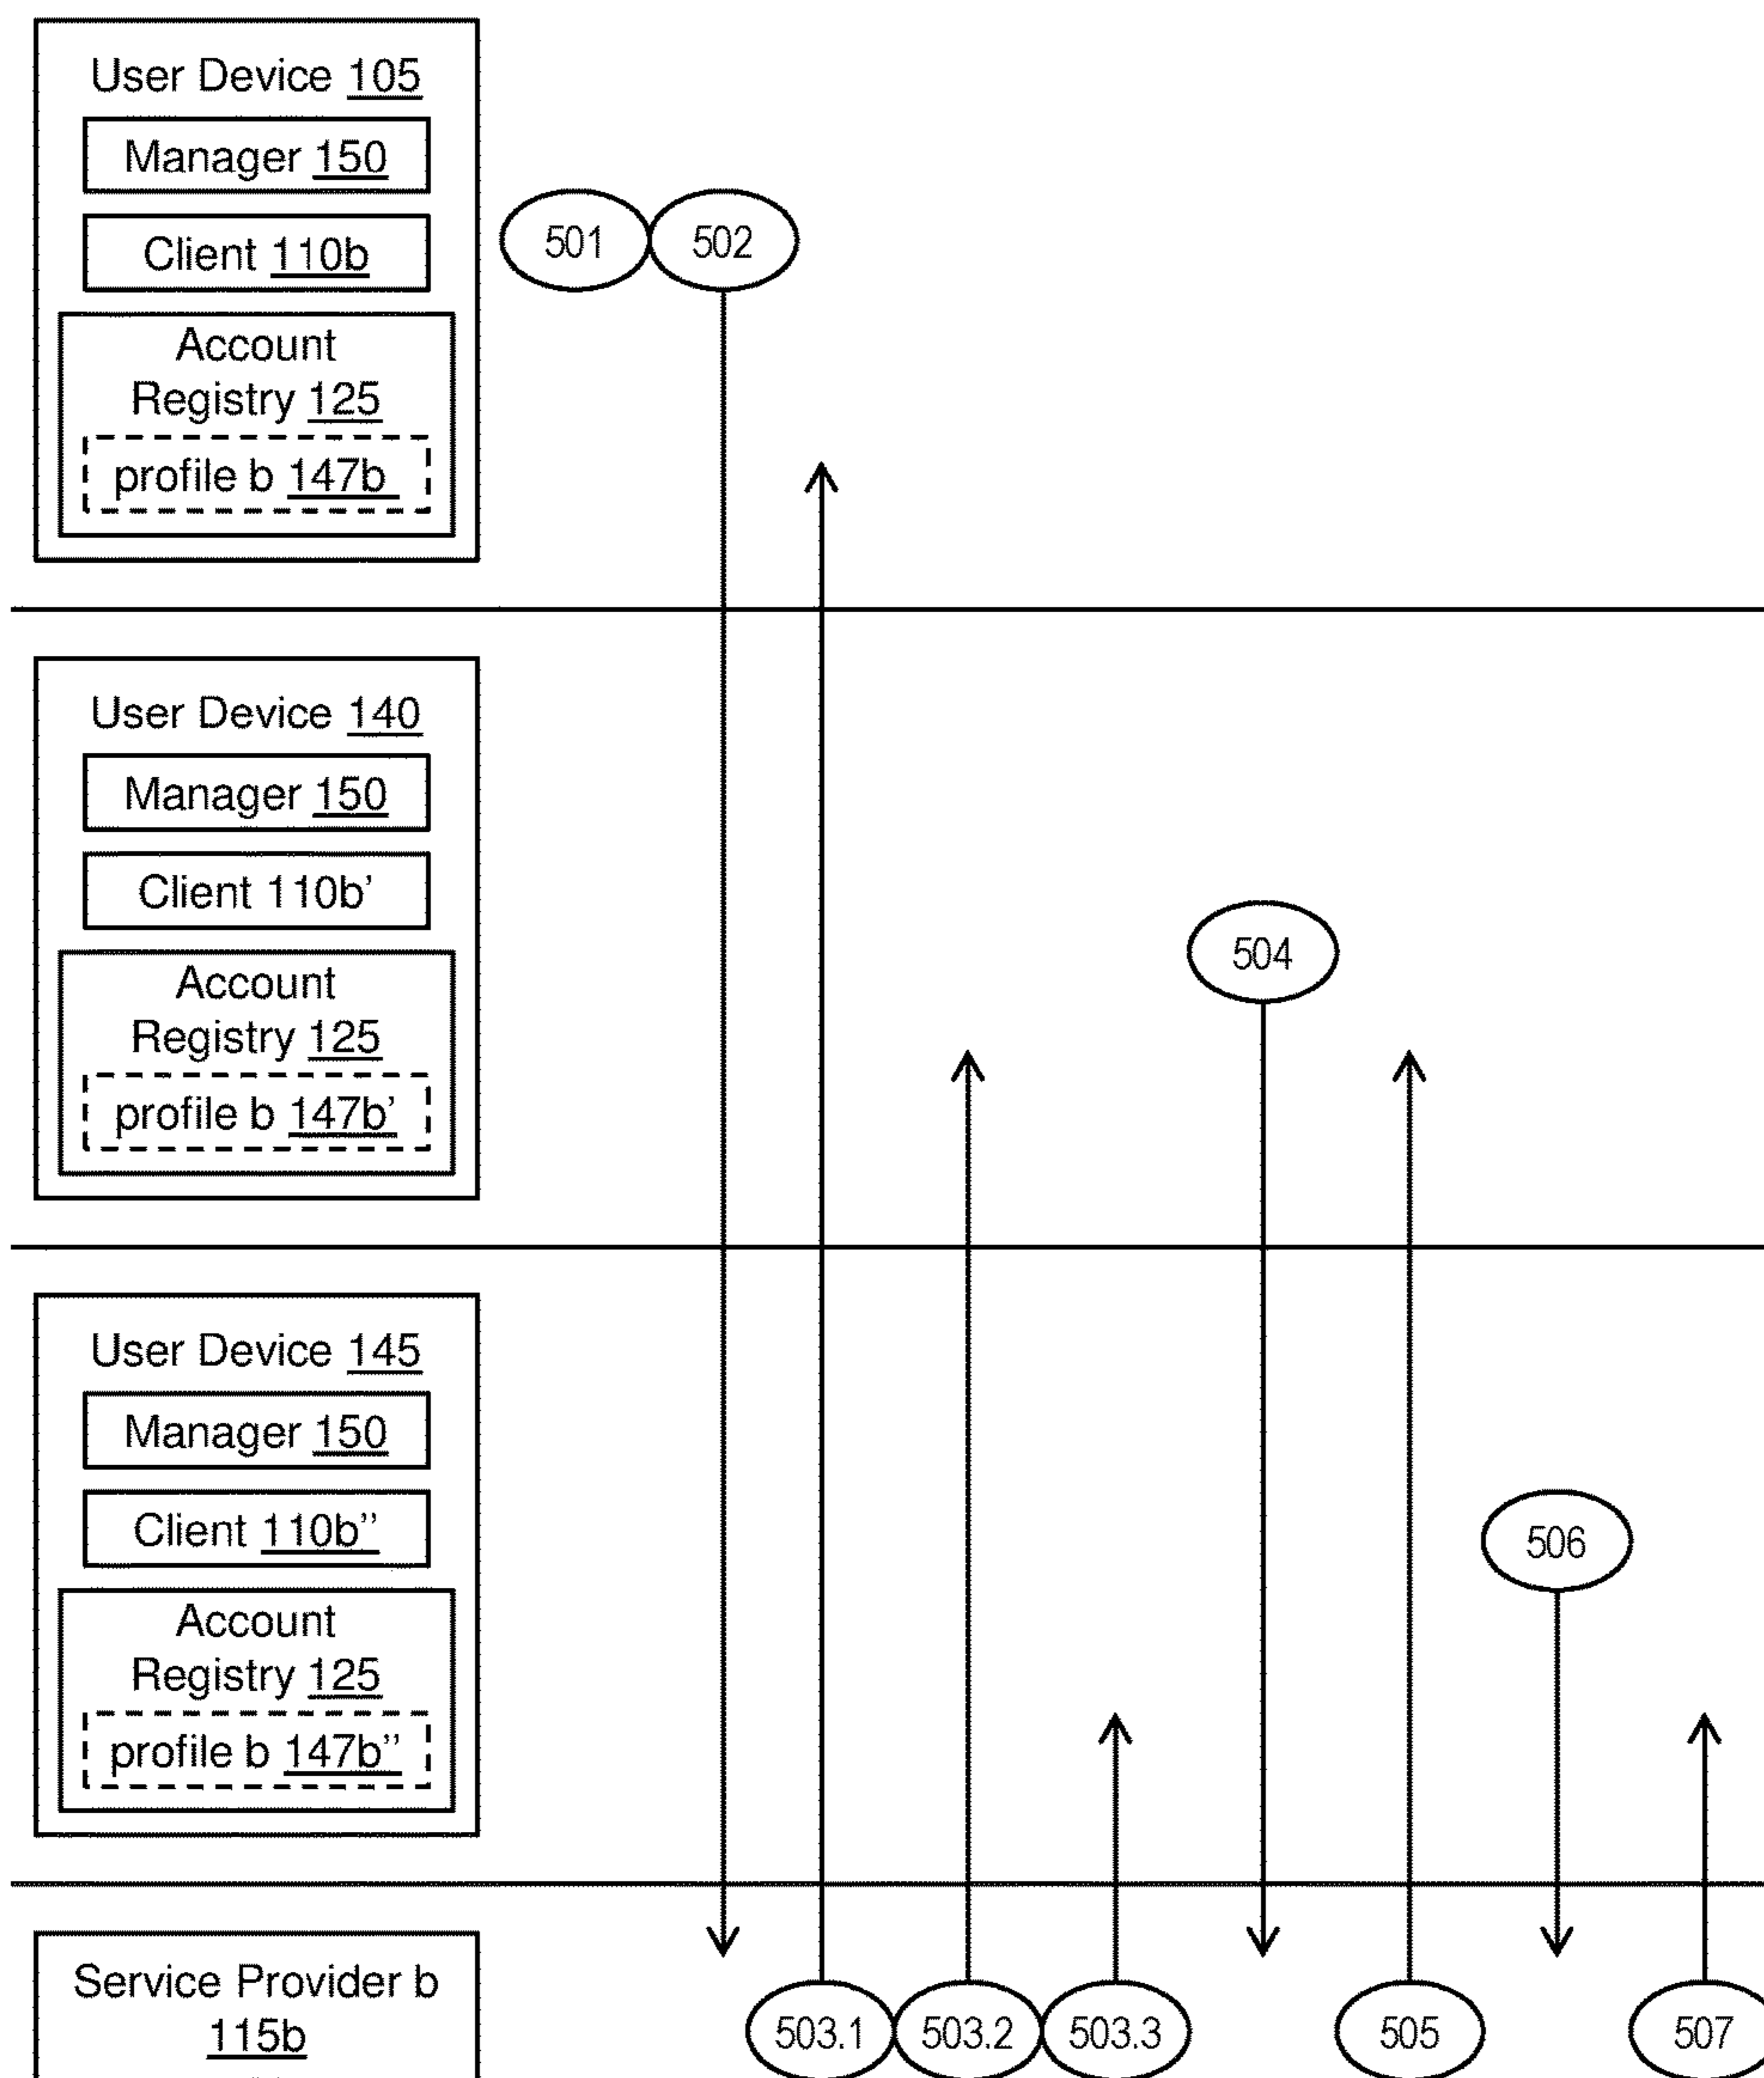 User Device 105
Manager 150
Client 110b
501
502
Account
Registry 125
profile b 147b
User Device 140
Manager 150
Client 110b’
504
Account
Registry 125
profile b 147b’
User Device 145
Manager 150
Client 110b’’
506
Account
Registry 125
profile b 147b’’
Service Provider b
115b
503.1
503.2
503.3
505
507